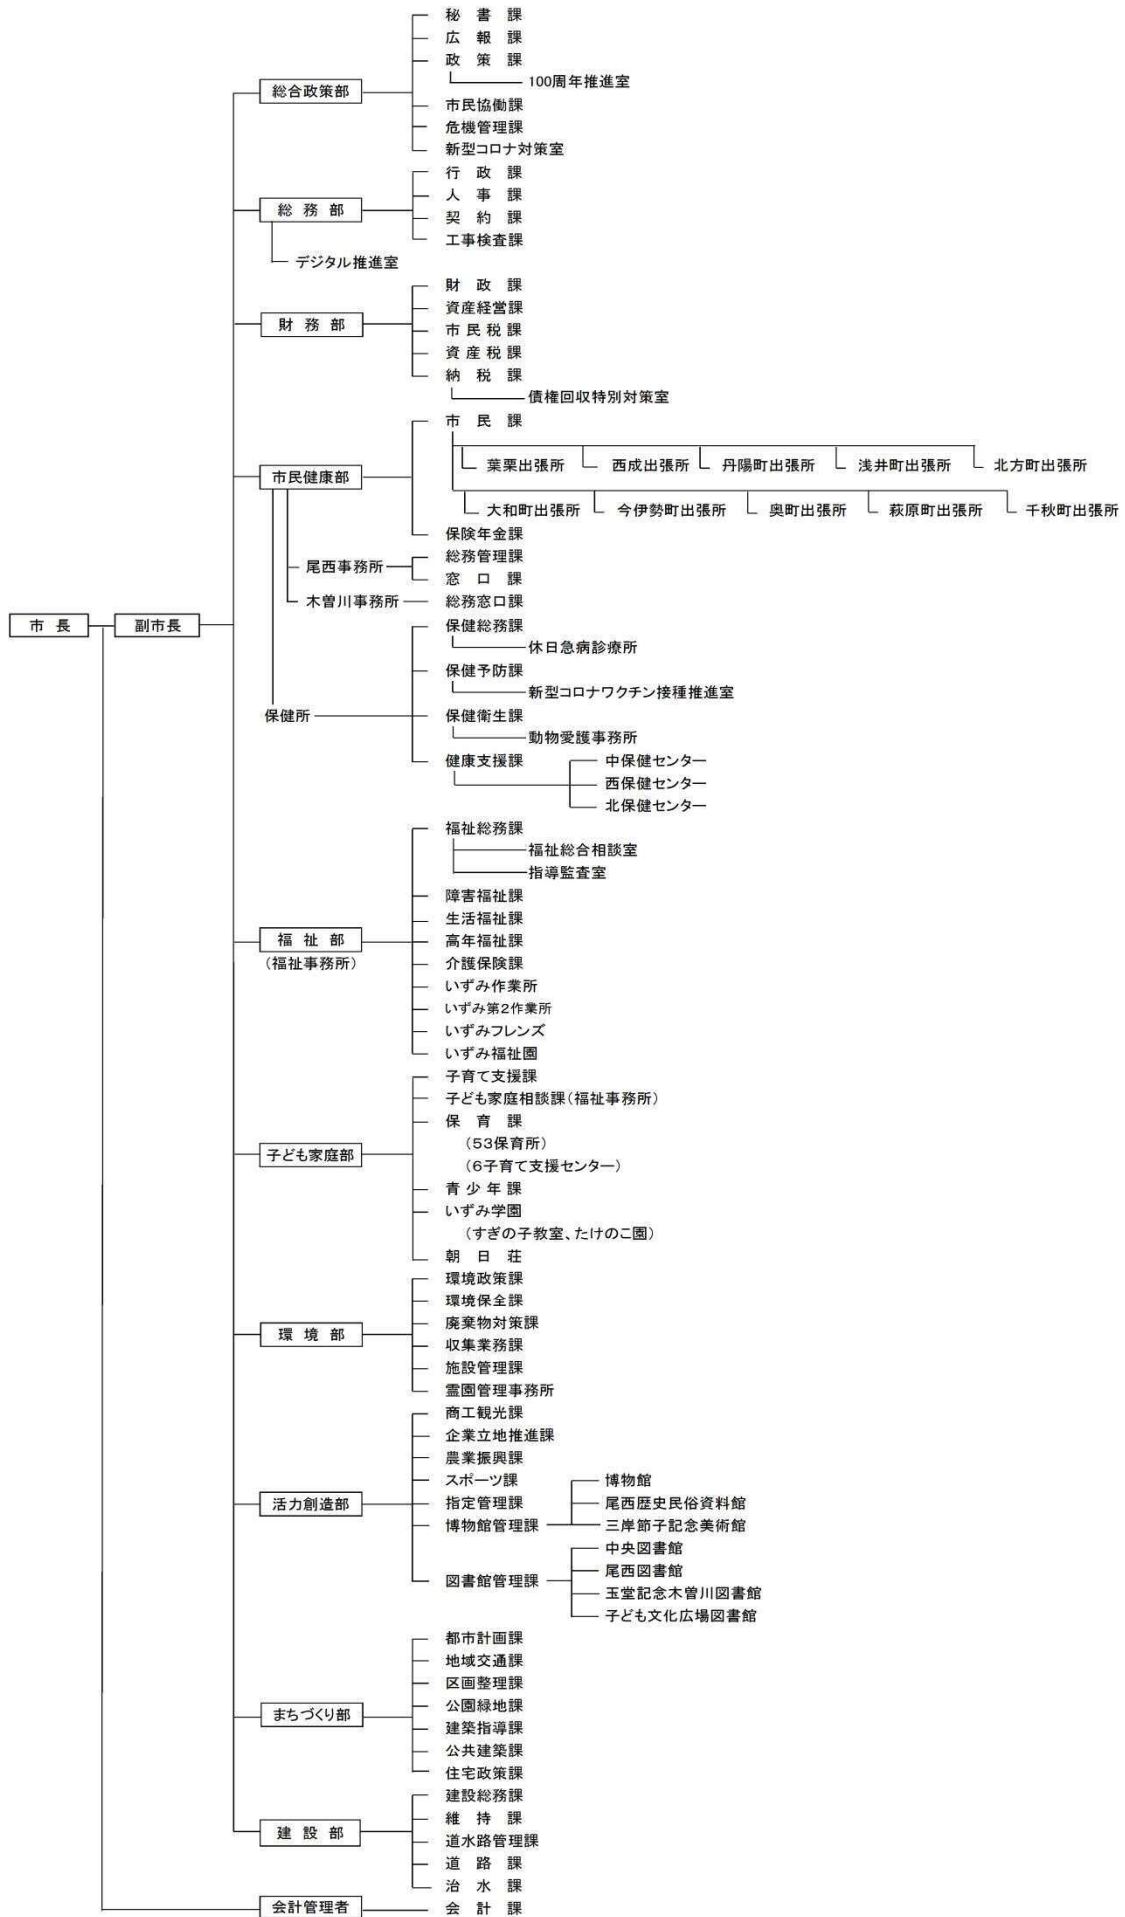 秘書課
広報課
政策課
100周年推進室
総合政策部
市民協働課
危機管理課
新型コロナ対策室
行政課
人事課
総務部
契約課
工事検査課
デジタル推進室
財政課
資産経営課
財務部
市民税課
資産税課
納税課
債権回収特別対策室
市民課
葉栗出張所 西成出張所 丹陽町出張所 浅井町出張所 北方町出張所
市民健康部
大和町出張所 今伊勢町出張所 奥町出張所 萩原町出張所 千秋町出張所
保険年金課
尾西事務所
総務管理課
窓口課
木曽川事務所 総務窓口課
市長 副市長
保健総務課
休日急病診療所
保健予防課
新型コロナワクチン接種推進室
保健所
保健衛生課
動物愛護事務所
健康支援課
中保健センター
西保健センター
北保健センター
福祉総務課
福祉総合相談室
指導監査室
障害福祉課
生活福祉課
福祉部
(福祉事務所)
高年福祉課
介護保険課
いずみ作業所
いずみ第2作業所
いずみフレンズ
いずみ福祉園
子育て支援課
子ども家庭相談課(福祉事務所)
保育課
(53保育所)
子ども家庭部
(6子育て支援センター)
青少年課
いずみ学園
(すぎの子教室、たけのこ園)
朝日荘
環境政策課
環境保全課
廃棄物対策課
環境部
収集業務課
施設管理課
霊園管理事務所
商工観光課
企業立地推進課
農業振興課
スポーツ課
活力創造部
指定管理課
博物館管理課
博物館
尾西歴史民俗資料館
三岸節子記念美術館
図書館管理課
中央図書館
尾西図書館
玉堂記念木曽川図書館
子ども文化広場図書館
都市計画課
地域交通課
区画整理課
まちづくり部
公園緑地課
建築指導課
公共建築課
住宅政策課
建設総務課
維持課
建設部
道水路管理課
道路課
治水課
会計管理者 会計課